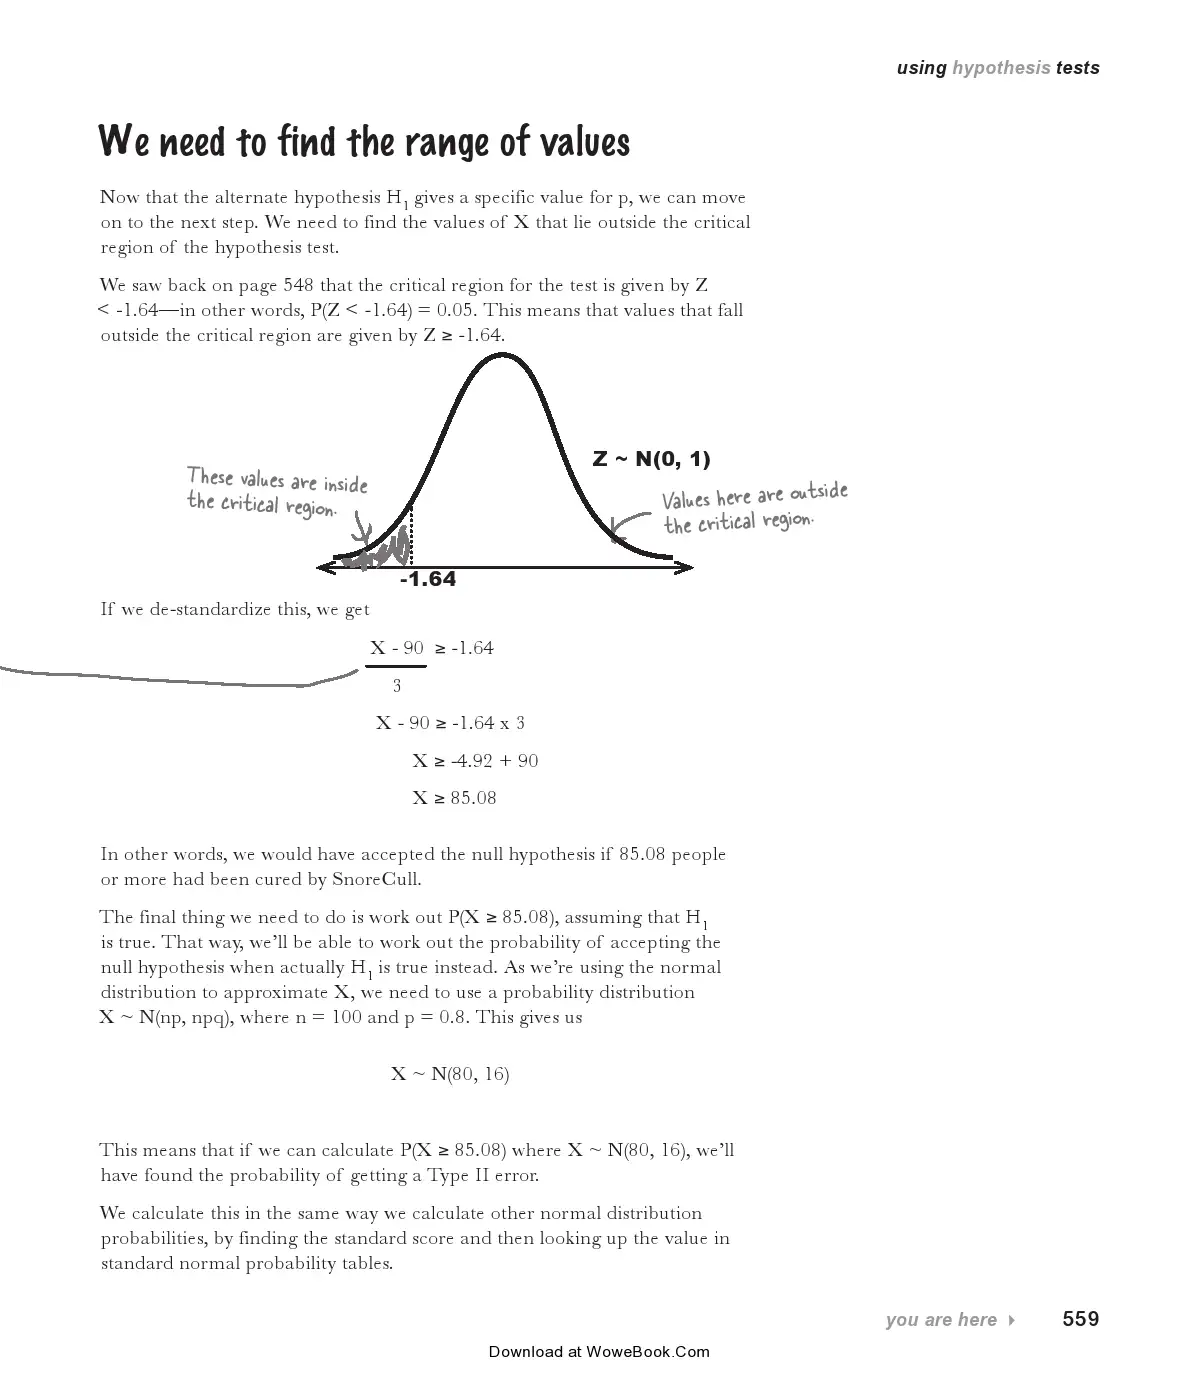 using hypothesis tests
We need to find the range of values
Now that the alternate hypothesis H1 gives a specific value for p, we can move
on to the next step. We need to find the values of X that lie outside the critical
region of the hypothesis test.
We saw back on page 548 that the critical region for the test is given by Z
< -1.64—in other words, P(Z < -1.64) = 0.05. This means that values that fall
outside the critical region are given by Z ≥ -1.64.
Z ~ N(0, 1)
These values are inside
the critical region.
Values here are outside
the critical region.
-1.64
If we de-standardize this, we get
X - 90 ≥ -1.64
3
X - 90 ≥ -1.64 x 3
X ≥ -4.92 + 90
X ≥ 85.08
In other words, we would have accepted the null hypothesis if 85.08 people
or more had been cured by SnoreCull.
The final thing we need to do is work out P(X ≥ 85.08), assuming that H1
is true. That way, we’ll be able to work out the probability of accepting the
null hypothesis when actually H1 is true instead. As we’re using the normal
distribution to approximate X, we need to use a probability distribution
X ~ N(np, npq), where n = 100 and p = 0.8. This gives us
X ~ N(80, 16)
This means that if we can calculate P(X ≥ 85.08) where X ~ N(80, 16), we’ll
have found the probability of getting a Type II error.
We calculate this in the same way we calculate other normal distribution
probabilities, by finding the standard score and then looking up the value in
standard normal probability tables.
you are here 559
Download at WoweBook.Com